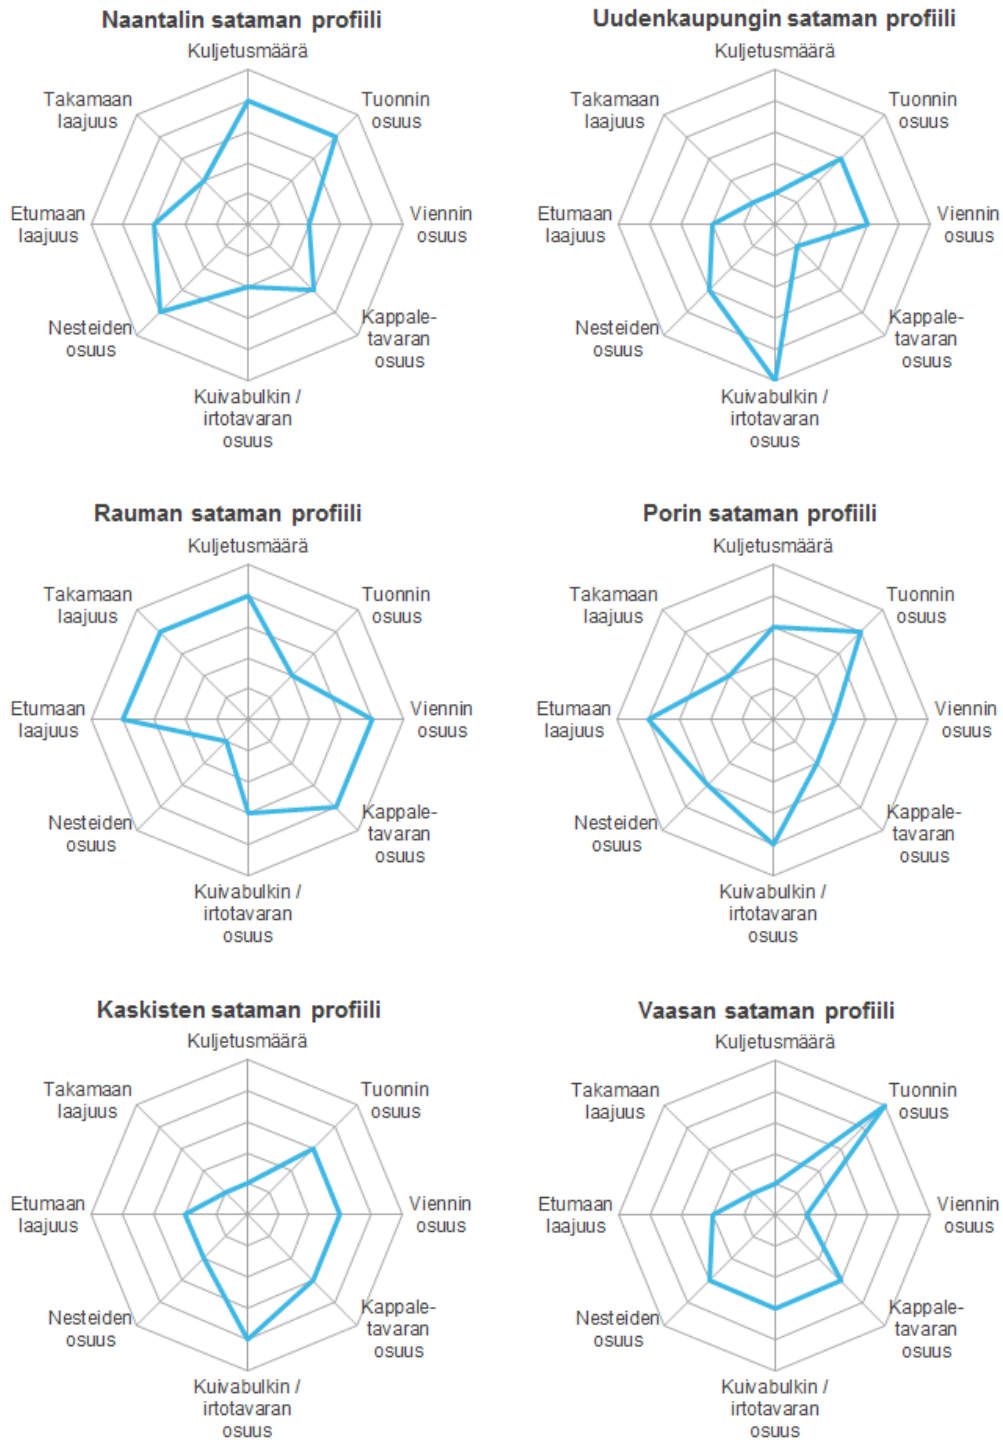 Naantalin sataman profiili
Kuljetusmäärä
Takamaan
laajuus
Tuonnin
osuus
Etumaan
laajuus
Viennin
osuus
Nesteiden
osuus
Kappale-
tavaran
osuus
Kuivabulkin /
irtotavaran
osuus
Uudenkaupungin sataman profiili
Kuljetusmäärä
Takamaan
laajuus
Tuonnin
osuus
Etumaan
laajuus
Viennin
osuus
Nesteiden
osuus
Kappale-
tavaran
osuus
Kuivabulkin /
irtotavaran
osuus
Rauman sataman profiili
Kuljetusmäärä
Takamaan
laajuus
Tuonnin
osuus
Etumaan
laajuus
Viennin
osuus
Nesteiden
osuus
Kappale-
tavaran
osuus
Kuivabulkin /
irtotavaran
osuus
Porin sataman profiili
Kuljetusmäärä
Takamaan
laajuus
Tuonnin
osuus
Etumaan
laajuus
Viennin
osuus
Nesteiden
osuus
Kappale-
tavaran
osuus
Kuivabulkin /
irtotavaran
osuus
Kaskisten sataman profiili
Kuljetusmäärä
Takamaan
laajuus
Tuonnin
osuus
Etumaan
laajuus
Viennin
osuus
Nesteiden
osuus
Kappale-
tavaran
osuus
Kuivabulkin /
irtotavaran
osuus
Vaasan sataman profiili
Kuljetusmäärä
Takamaan
laajuus
Tuonnin
osuus
Etumaan
laajuus
Viennin
osuus
Nesteiden
osuus
Kappale-
tavaran
osuus
Kuivabulkin /
irtotavaran
osuus